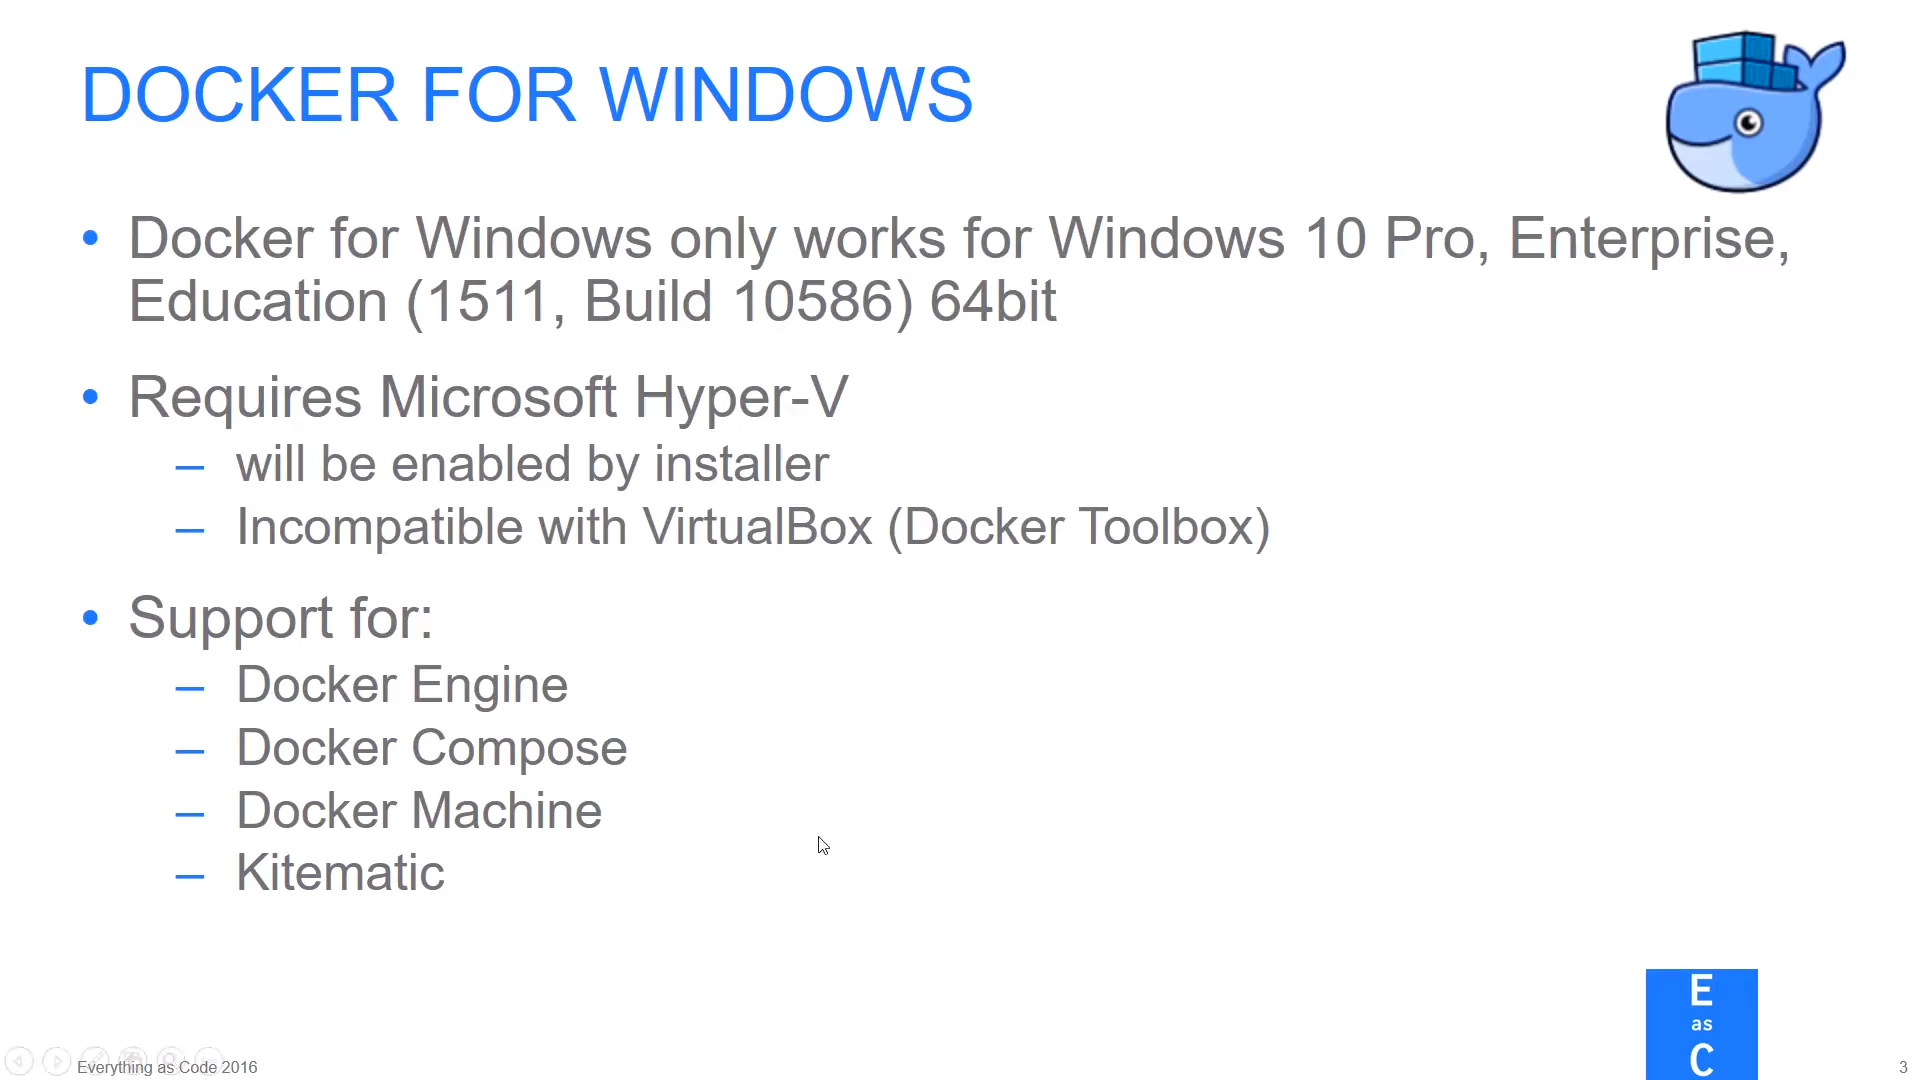 DOCKER FOR WINDOWS
• Docker for Windows only works for Windows 10 Pro, Enterprise,
Education (1511, Build 10586) 64bit
• Requires Microsoft Hyper-V
– will be enabled by installer
– Incompatible with VirtualBox (Docker Toolbox)
• Support for:
– Docker Engine
– Docker Compose
– Docker Machine
– Kitematic
E
as
C
Everything as Code 2016
3